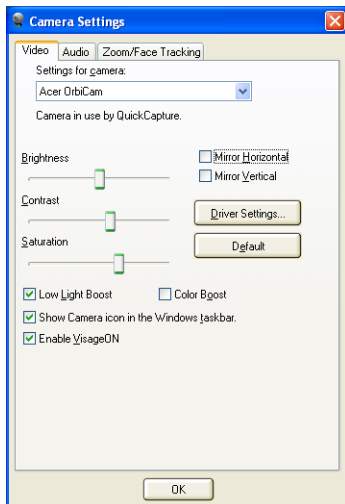 Camera Settings
Video Audio Zoom/Face Tracking
Settings for camera:
Acer OrbiCam
Camera in use by QuickCapture.
Brightness
Mirror Horizontal
Mirror Vertical
Contrast
Driver Settings...
Saturation
Default
Low Light Boost Color Boost
Show Camera icon in the Windows taskbar.
Enable VisageON
OK